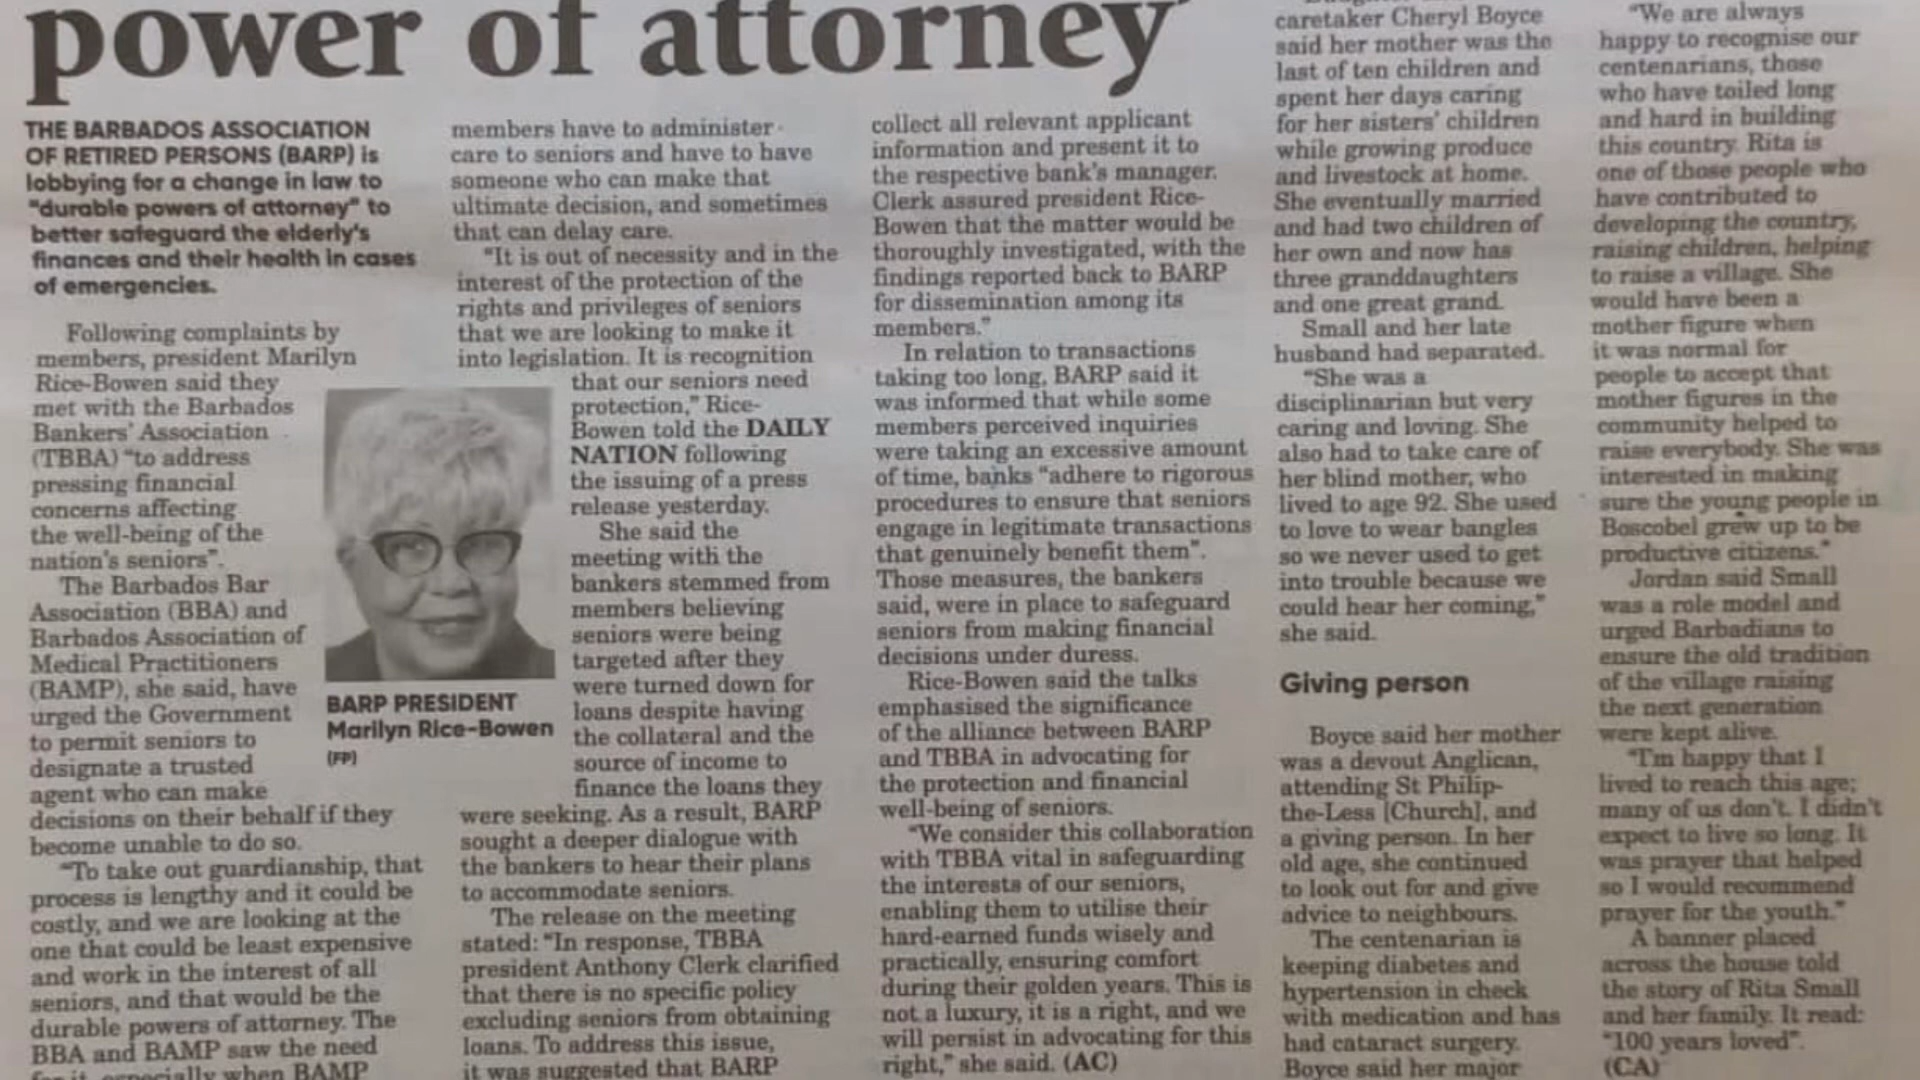 power of attorney
THE BARBADOS ASSOCIATION
OF RETIRED PERSONS (BARP) is
lobbying for a change in law to
"durable powers of attorney" to
better safeguard the elderly's
finances and their health in cases
of emergencies.
Following complaints by
members, president Marilyn
Rice-Bowen said they
met with the Barbados
Bankers' Association
(TBBA) "to address
pressing financial
concerns affecting
the well-being of the
nation's seniors".
The Barbados Bar
Association (BBA) and
Barbados Association of
Medical Practitioners
(BAMP), she said, have
urged the Government
to permit seniors to
designate a trusted
agent who can make
decisions on their behalf if they
become unable to do so.
"To take out guardianship, that
process is lengthy and it could be
costly, and we are looking at the
one that could be least expensive
and work in the interest of all
seniors, and that would be the
durable powers of attorney. The
BBA and BAMP saw the need
for it, especially when BAMP
BARP PRESIDENT
Marilyn Rice-Bowen
(FP)
members have to administer
care to seniors and have to have
someone who can make that
ultimate decision, and sometimes
that can delay care.
"It is out of necessity and in the
interest of the protection of the
rights and privileges of seniors
that we are looking to make it
into legislation. It is recognition
that our seniors need
protection," Rice-
Bowen told the DAILY
NATION following
the issuing of a press
release yesterday.
She said the
meeting with the
bankers stemmed from
members believing
seniors were being
targeted after they
were turned down for
loans despite having
the collateral and the
source of income to
finance the loans they
were seeking. As a result, BARP
sought a deeper dialogue with
the bankers to hear their plans
to accommodate seniors.
The release on the meeting
stated: "In response, TBBA
president Anthony Clerk clarified
that there is no specific policy
excluding seniors from obtaining
loans. To address this issue,
it was suggested that BARP
collect all relevant applicant
information and present it to
the respective bank's manager.
Clerk assured president Rice-
Bowen that the matter would be
thoroughly investigated, with the
findings reported back to BARP
for dissemination among its
members."
In relation to transactions
taking too long, BARP said it
was informed that while some
members perceived inquiries
were taking an excessive amount
of time, banks "adhere to rigorous
procedures to ensure that seniors
engage in legitimate transactions
that genuinely benefit them".
Those measures, the bankers
said, were in place to safeguard
seniors from making financial
decisions under duress.
Rice-Bowen said the talks
emphasised the significance
of the alliance between BARP
and TBBA in advocating for
the protection and financial
well-being of seniors.
"We consider this collaboration
with TBBA vital in safeguarding
the interests of our seniors,
enabling them to utilise their
hard-earned funds wisely and
practically, ensuring comfort
during their golden years. This is
not a luxury, it is a right, and we
will persist in advocating for this
right," she said. (AC)
caretaker Cheryl Boyce
said her mother was the
last of ten children and
spent her days caring
for her sisters' children
while growing produce
and livestock at home.
She eventually married
and had two children of
her own and now has
three granddaughters
and one great grand.
Small and her late
husband had separated.
"She was a
disciplinarian but very
caring and loving. She
also had to take care of
her blind mother, who
lived to age 92. She used
to love to wear bangles
so we never used to get
into trouble because we
could hear her coming,"
she said.
Giving person
Boyce said her mother
was a devout Anglican,
attending St Philip-
the-Less [Church], and
a giving person. In her
old age, she continued
to look out for and give
advice to neighbours.
The centenarian is
keeping diabetes and
hypertension in check
with medication and has
had cataract surgery.
Boyce said her major
"We are always
happy to recognise our
centenarians, those
who have toiled long
and hard in building
this country. Rita is
one of those people who
have contributed to
developing the country,
raising children, helping
to raise a village. She
would have been a
mother figure when
it was normal for
people to accept that
mother figures in the
community helped to
raise everybody. She was
interested in making
sure the young people in
Boscobel grew up to be
productive citizens."
Jordan said Small
was a role model and
urged Barbadians to
ensure the old tradition
of the village raising
the next generation
were kept alive.
"I'm happy that I
lived to reach this age;
many of us don't. I didn't
expect to live so long. It
was prayer that helped
so I would recommend
prayer for the youth."
A banner placed
across the house told
the story of Rita Small
and her family. It read:
"100 years loved".
(CA)